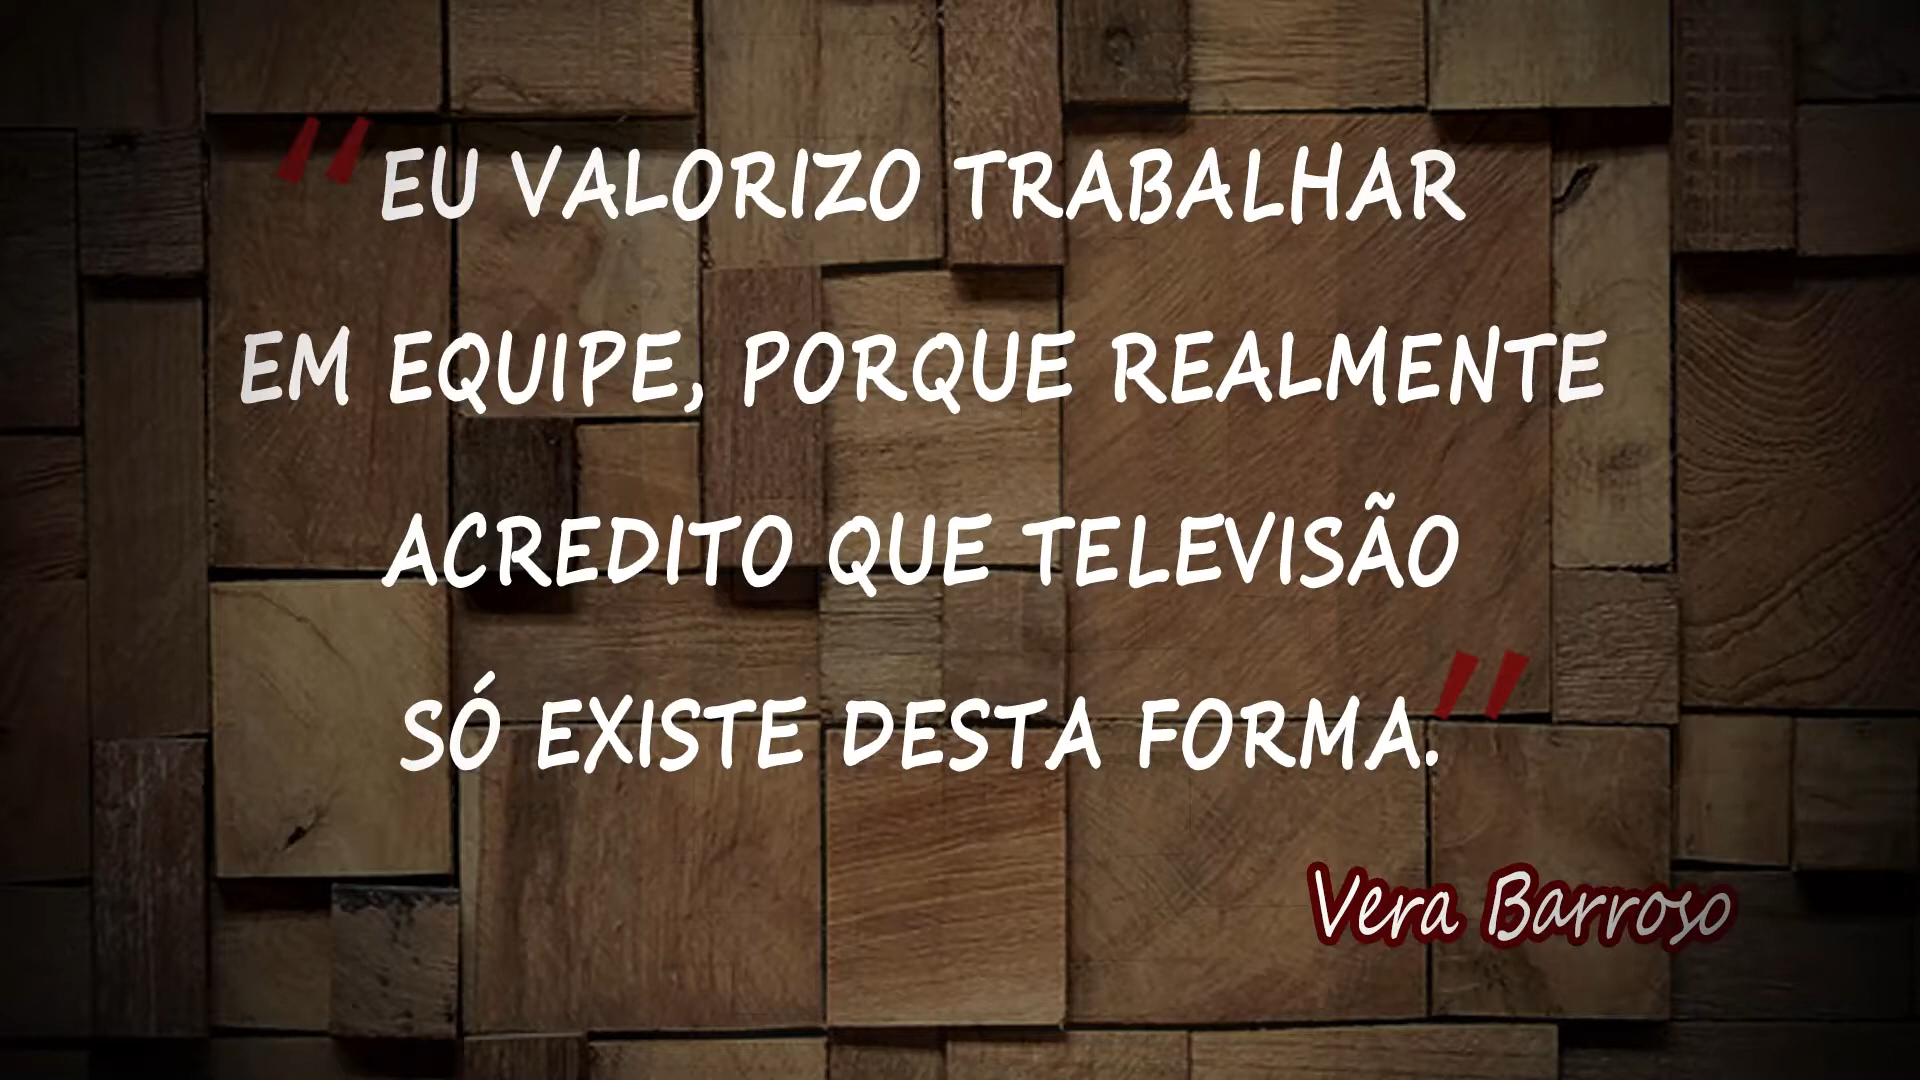 "EU VALORIZO TRABALHAR
EM EQUIPE, PORQUE REALMENTE
ACREDITO QUE TELEVISÃO
SÓ EXISTE DESTA FORMA."
Vera Barroso